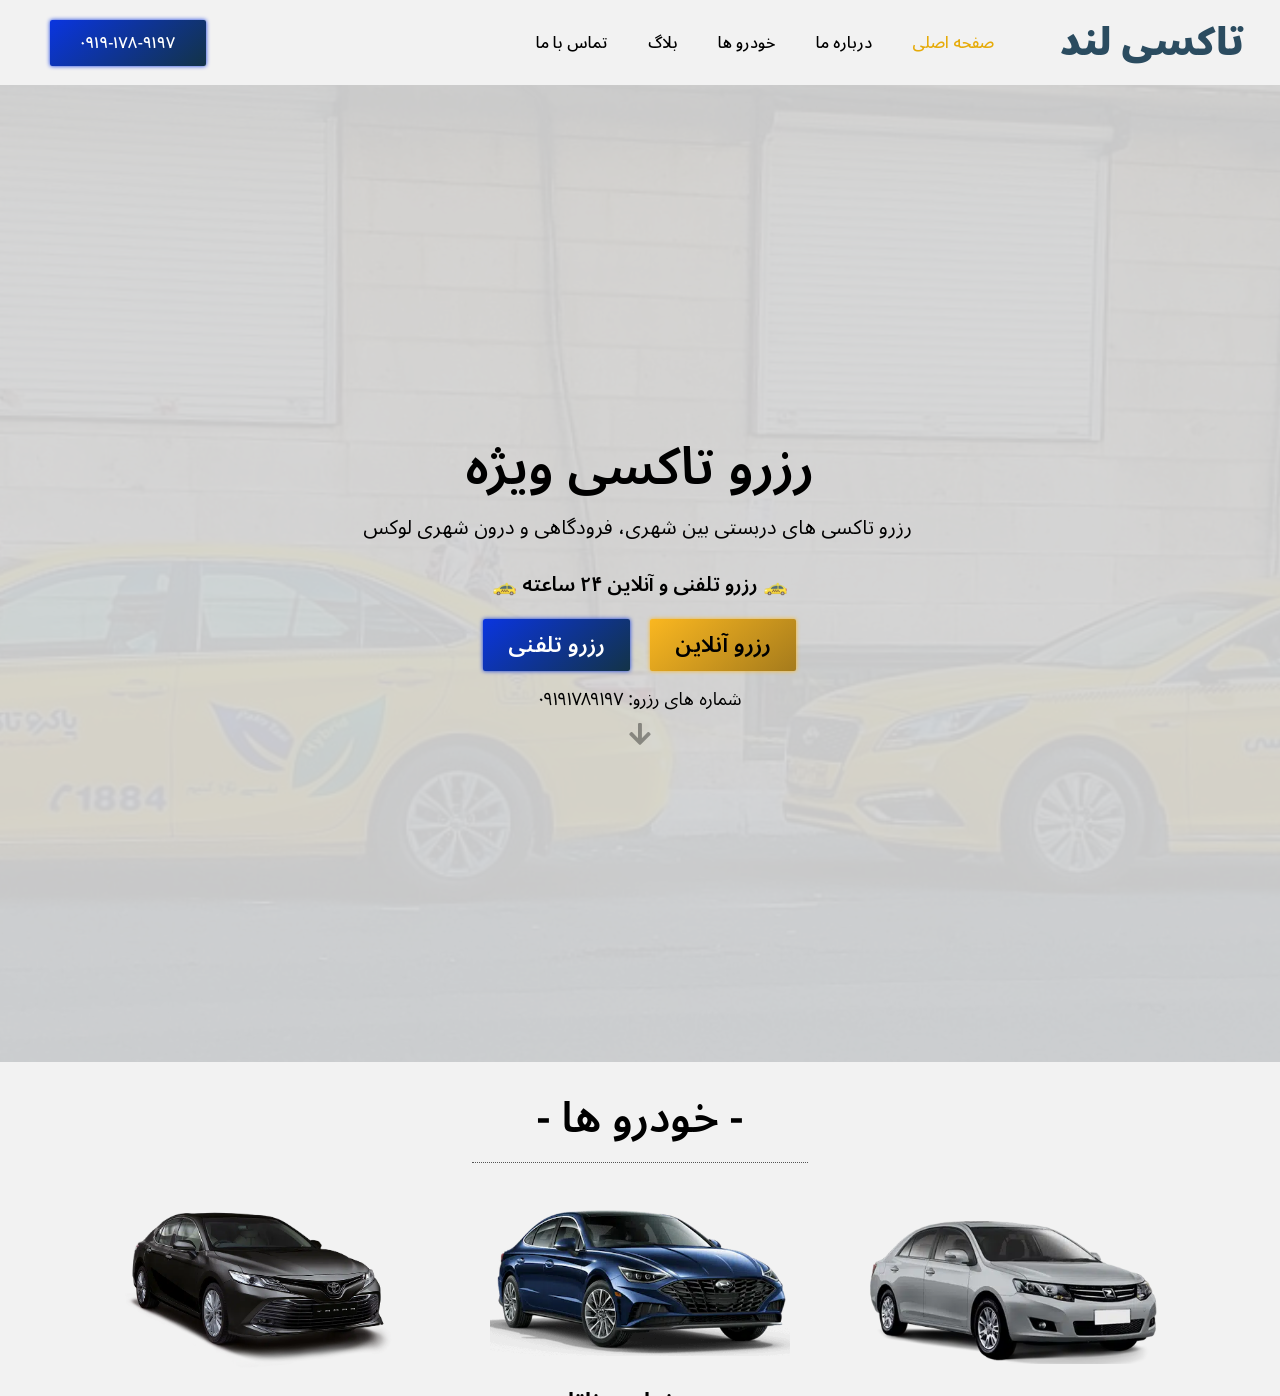 تاکسی لند
صفحه اصلی
درباره ما
خودرو ها
بلاگ
تماس با ما
۰۹۱۹-۱۷۸-۹۱۹۷
رزرو تاکسی ویژه
رزرو تاکسی های دربستی بین شهری، فرودگاهی و درون شهری لوکس
🚕 رزرو تلفنی و آنلاین ۲۴ ساعته 🚕
رزرو آنلاین
رزرو تلفنی
شماره های رزرو: ۰۹۱۹۱۷۸۹۱۹۷
1884
- خودرو ها -